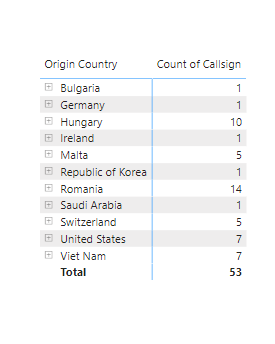 Origin Country Count of Callsign
Bulgaria 1
Germany 1
Hungary 10
Ireland 1
Malta 5
Republic of Korea 1
Romania 14
Saudi Arabia 1
Switzerland 5
United States 7
Viet Nam 7
Total 53